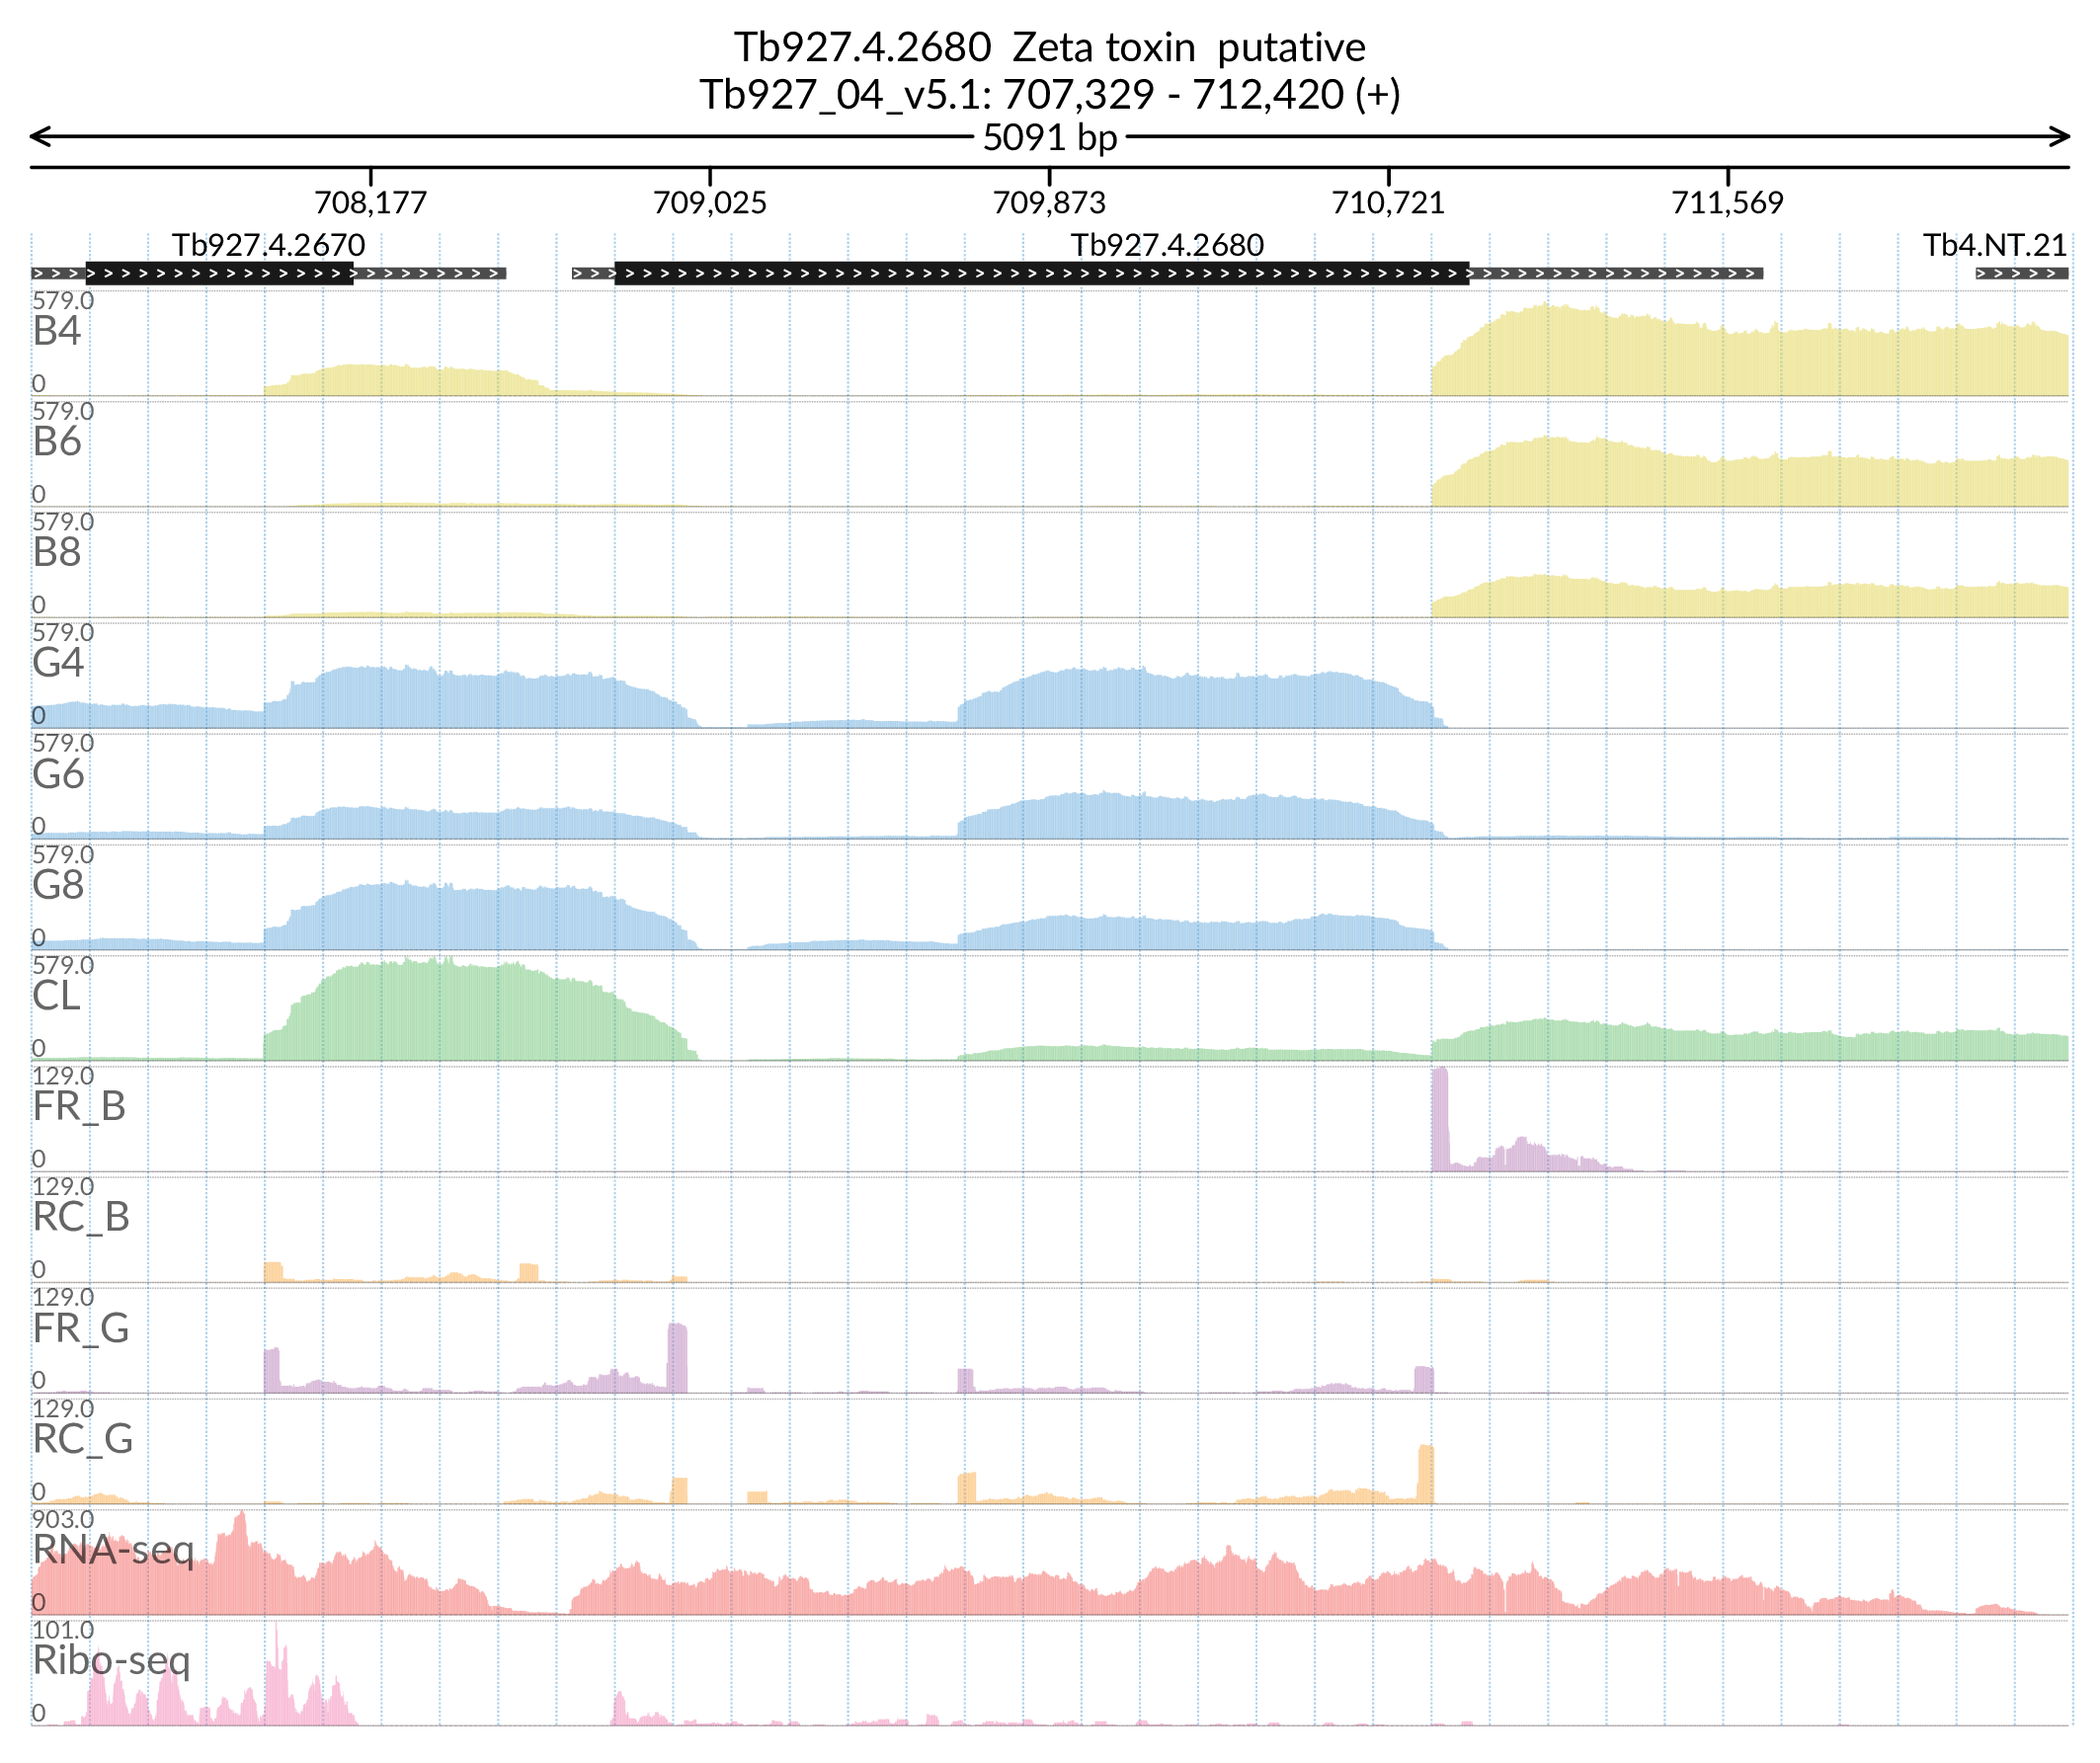 Tb927.4.2680 Zeta toxin putative
Tb927_04_v5.1: 707,329 - 712,420 (+)
5091 bp
708,177 709,025 709,873 710,721 711,569
Tb927.4.2670 Tb927.4.2680 Tb4.NT.21
579.0
B4
0
579.0
B6
0
579.0
B8
0
579.0
G4
0
579.0
G6
0
579.0
G8
0
579.0
CL
0
129.0
FR_B
0
129.0
RC_B
0
129.0
FR_G
0
129.0
RC_G
0
903.0
RNA-seq
0
101.0
Ribo-seq
0